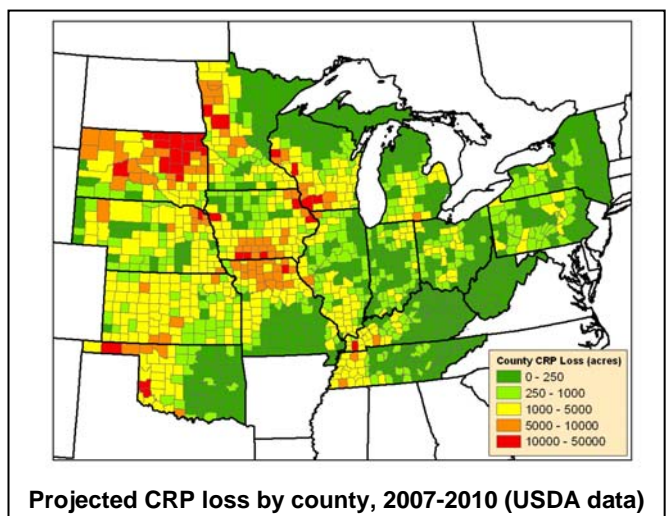 County CRP Loss (acres)
0 - 250
250 - 1000
1000 - 5000
5000 - 10000
10000 - 50000
Projected CRP loss by county, 2007-2010 (USDA data)